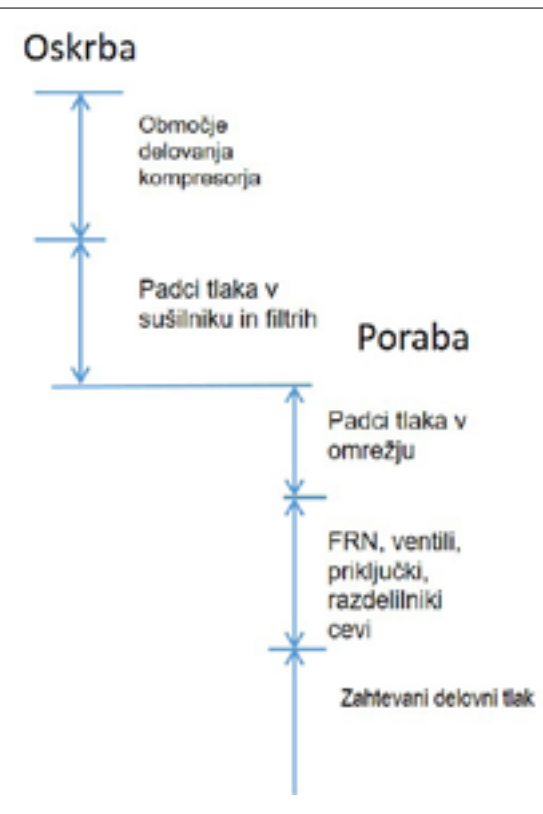 Oskrba
Območje
delovanja
kompresorja
Padci tlaka v
sušilniku in filtrih
Poraba
Padci tlaka v
omrežju
FRN, ventili,
priključki,
razdelilniki
cevi
Zahtevani delovni tlak